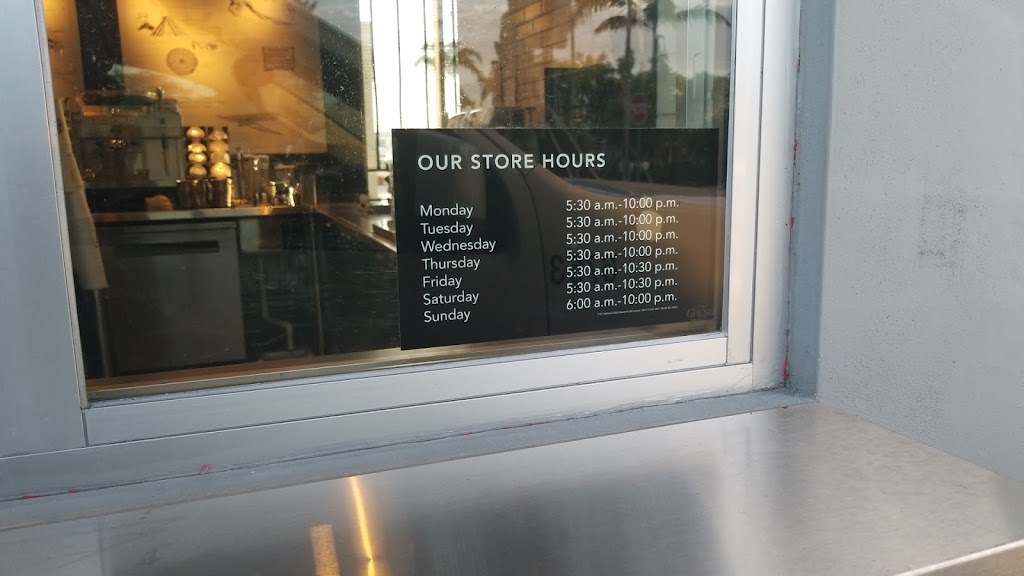 OUR STORE HOURS
Monday 5:30 a.m.-10:00 p.m.
Tuesday 5:30 a.m.-10:00 p.m.
Wednesday 5:30 a.m.-10:00 p.m.
Thursday 5:30 a.m.-10:00 p.m.
Friday 5:30 a.m.-10:30 p.m.
Saturday 5:30 a.m.-10:30 p.m.
Sunday 6:00 a.m.-10:00 p.m.